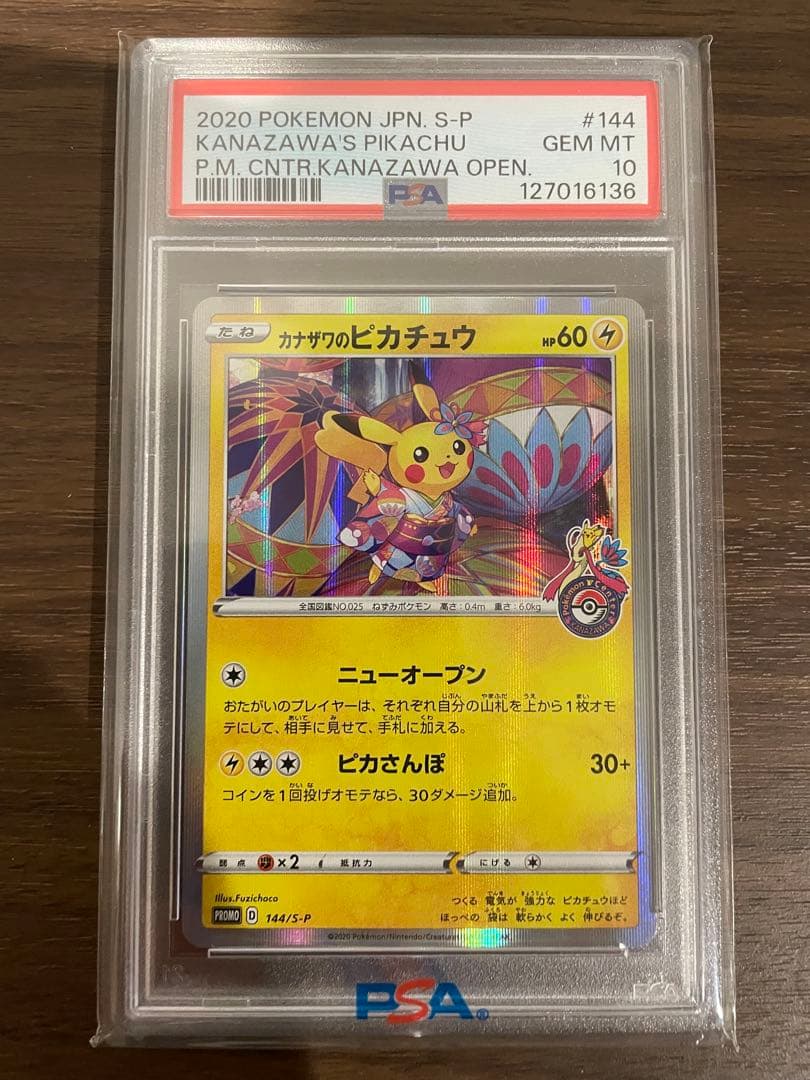 2020 POKEMON JPN. S-P #144
KANAZAWA'S PIKACHU GEM MT
P.M. CNTR.KANAZAWA OPEN. 10
PSA 127016136
たね カナザワのピカチュウ HP60
Pokémon Center
KANAZAWA
全国図鑑NO.025 ねずみポケモン 高さ:0.4m 重さ:6.0kg
ニューオープン
おたがいのプレイヤーは、それぞれ自分の山札を上から1枚オモ
テにして、相手に見せて、手札に加える。
ピカさんぽ 30+
コインを1回投げオモテなら、30ダメージ追加。
弱点 ×2 抵抗力 にげる
Illus.Fuzichoco
つくる 電気が 強力な ピカチュウほど
ほっぺの 袋は 軟らかく よく 伸びるぞ。
PROMO D 144/S-P
©2020 Pokémon/Nintendo/Creatur
PSA®